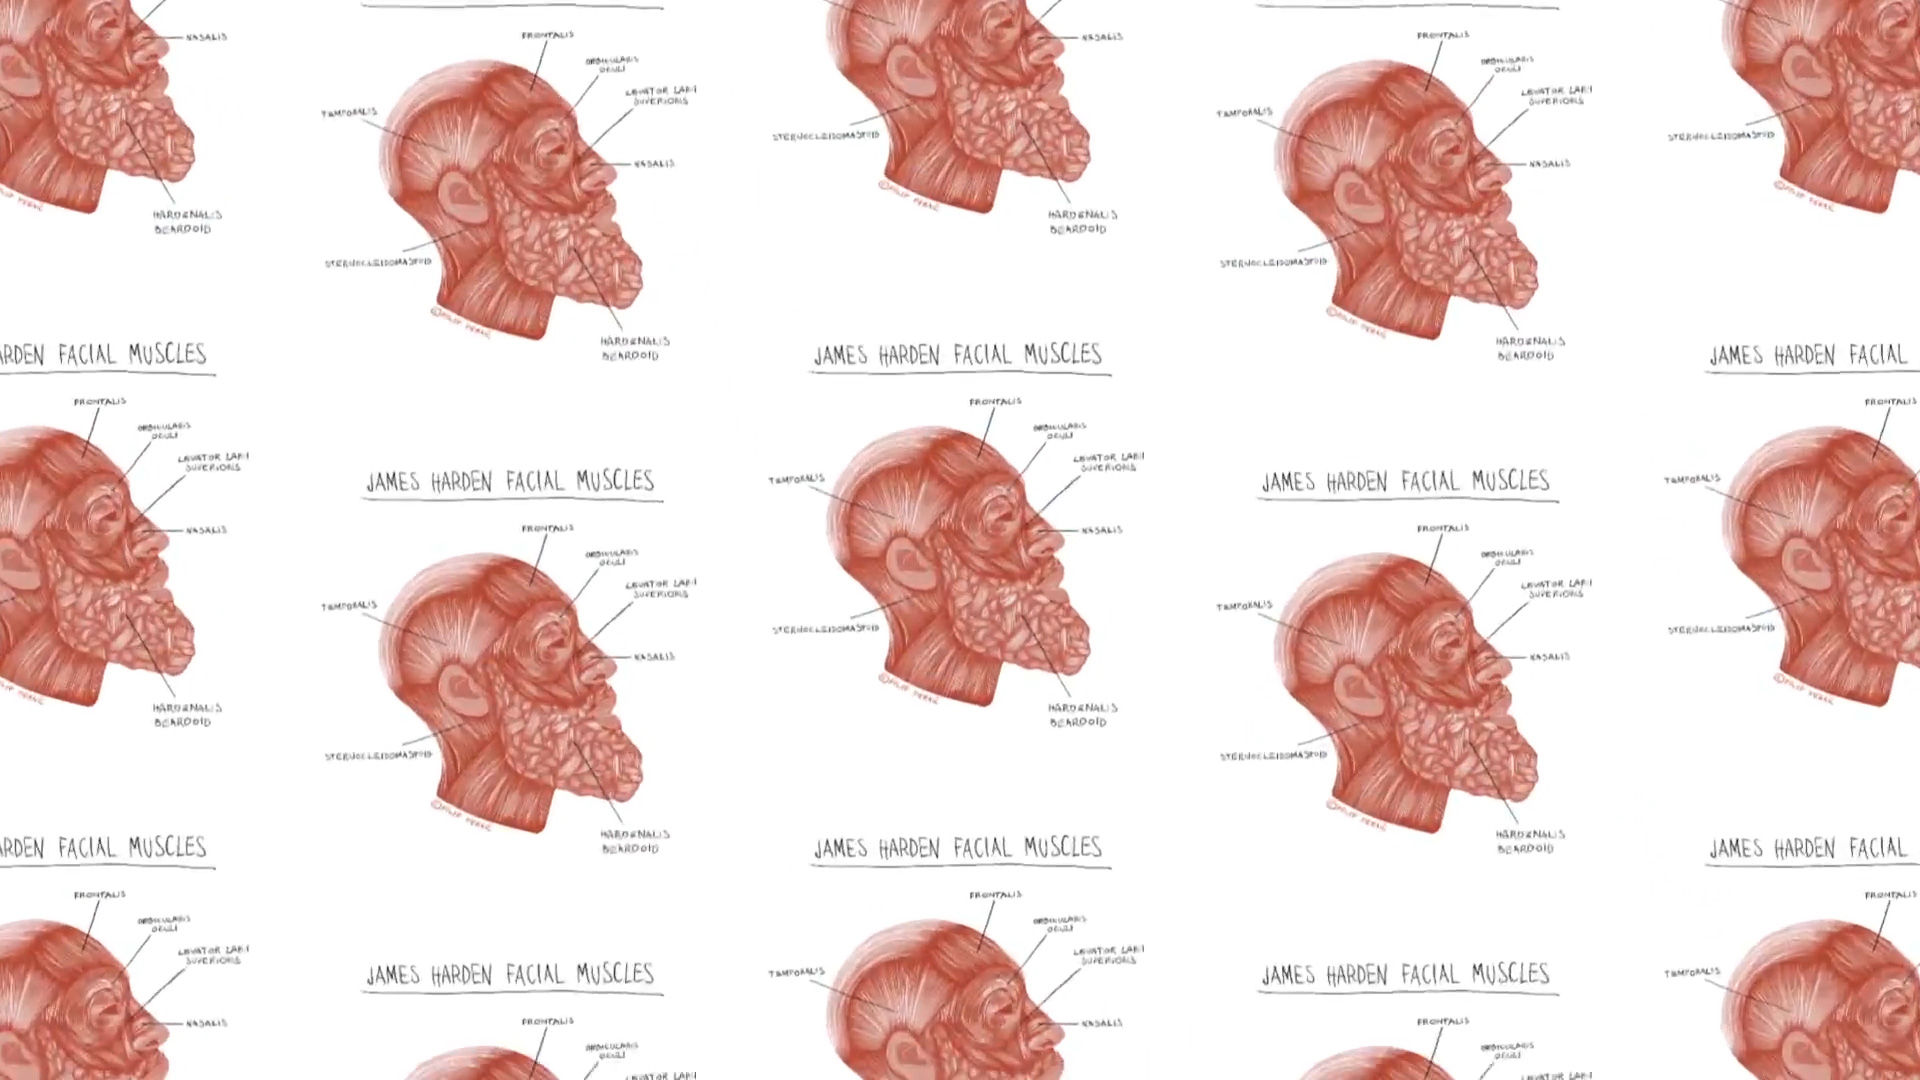 NASALIS
HARDENALIS
BEARDOID
FRONTALIS
ORBICULARIS
OCULI
LEVATOR LABII
SUPERIORIS
TEMPORALIS
NASALIS
STERNOCLEIDOMASTOID
HARDENALIS
BEARDOID
NASALIS
STERNOCLEIDOMASTOID
HARDENALIS
BEARDOID
FRONTALIS
ORBICULARIS
OCULI
LEVATOR LABII
SUPERIORIS
TEMPORALIS
NASALIS
STERNOCLEIDOMASTOID
HARDENALIS
BEARDOID
STERNOCLEIDOMASTOID
ARDEN FACIAL MUSCLES
FRONTALIS
ORBICULARIS
OCULI
LEVATOR LABII
SUPERIORIS
NASALIS
HARDENALIS
BEARDOID
JAMES HARDEN FACIAL MUSCLES
FRONTALIS
ORBICULARIS
OCULI
LEVATOR LABII
SUPERIORIS
TEMPORALIS
NASALIS
STERNOCLEIDOMASTOID
HARDENALIS
BEARDOID
JAMES HARDEN FACIAL MUSCLES
FRONTALIS
ORBICULARIS
OCULI
LEVATOR LABII
SUPERIORIS
TEMPORALIS
NASALIS
STERNOCLEIDOMASTOID
HARDENALIS
BEARDOID
JAMES HARDEN FACIAL MUSCLES
FRONTALIS
ORBICULARIS
OCULI
LEVATOR LABII
SUPERIORIS
TEMPORALIS
NASALIS
STERNOCLEIDOMASTOID
HARDENALIS
BEARDOID
JAMES HARDEN FACIAL
FRONTALIS
TEMPORALIS
STERNOCLEIDOMASTOID
ARDEN FACIAL MUSCLES
FRONTALIS
ORBICULARIS
OCULI
LEVATOR LABII
SUPERIORIS
NASALIS
JAMES HARDEN FACIAL MUSCLES
FRONTALIS
ORBICULARIS
OCULI
LEVATOR LABII
JAMES HARDEN FACIAL MUSCLES
FRONTALIS
ORBICULARIS
OCULI
LEVATOR LABII
SUPERIORIS
TEMPORALIS
NASALIS
JAMES HARDEN FACIAL MUSCLES
FRONTALIS
ORBICULARIS
OCULI
LEVATOR LABII
JAMES HARDEN FACIAL
FRONTALIS
TEMPORALIS